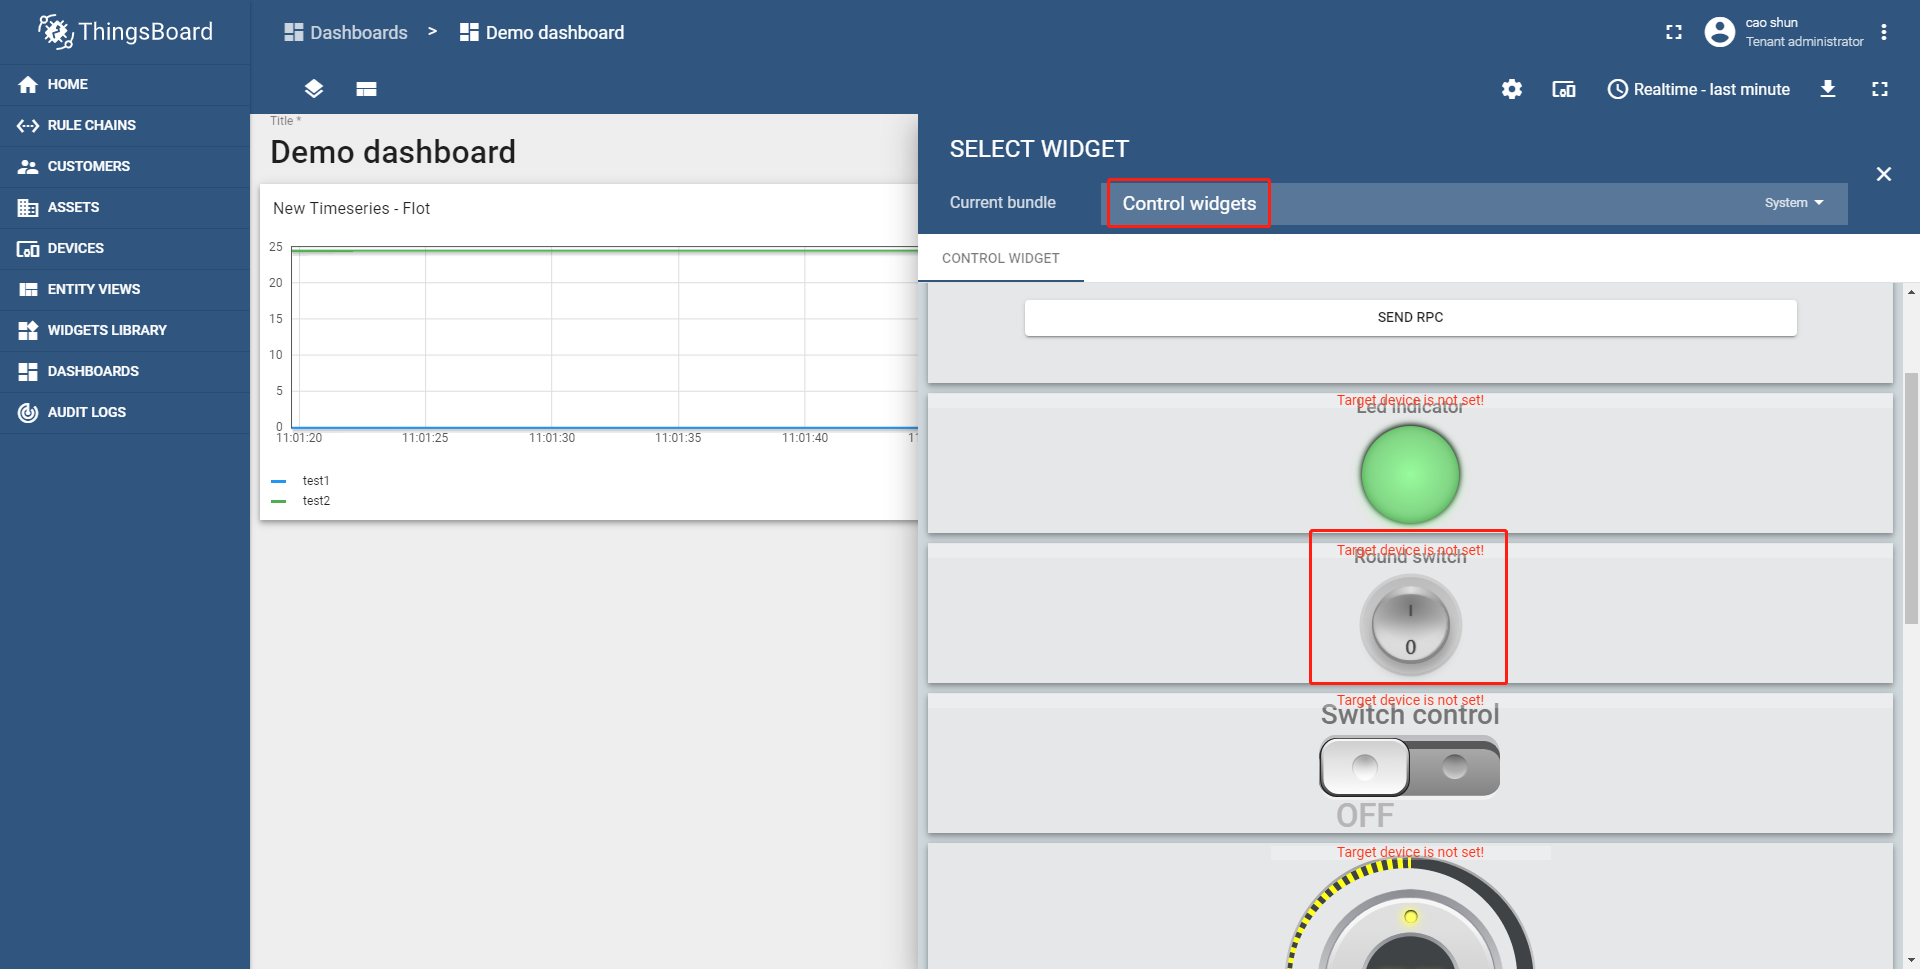 ThingsBoard
HOME
RULE CHAINS
CUSTOMERS
ASSETS
DEVICES
ENTITY VIEWS
WIDGETS LIBRARY
DASHBOARDS
AUDIT LOGS
Dashboards > Demo dashboard
cao shun
Tenant administrator
Realtime - last minute
Title *
Demo dashboard
New Timeseries - Flot
25
20
15
10
5
0
11:01:20 11:01:25 11:01:30 11:01:35 11:01:40 11
test1
test2
SELECT WIDGET
Current bundle Control widgets System
CONTROL WIDGET
SEND RPC
Target device is not set!
Led indicator
Target device is not set!
Round switch
I
0
Target device is not set!
Switch control
OFF
Target device is not set!